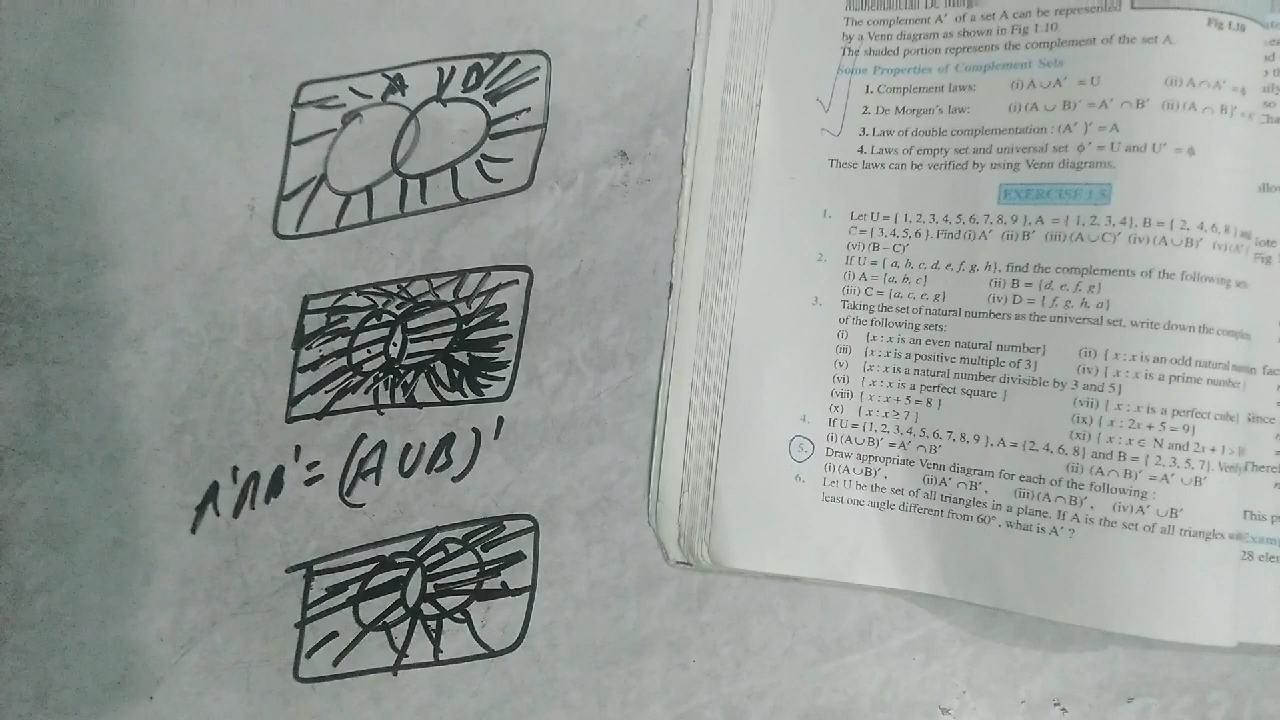 A B
A'∩B' = (A∪B)'
The complement A′ of a set A can be represented
by a Venn diagram as shown in Fig 1.10.
Fig 1.10
The shaded portion represents the complement of the set A.
Some Properties of Complement Sets
1. Complement laws: (i) A ∪ A′ = U (ii) A ∩ A′ = ϕ
2. De Morgan's law: (i) (A ∪ B)′ = A′ ∩ B′ (ii) (A ∩ B)′ =
3. Law of double complementation : (A′ )′ = A
4. Laws of empty set and universal set ϕ′ = U and U′ = ϕ
These laws can be verified by using Venn diagrams.
EXERCISE 1.5
1. Let U = { 1, 2, 3, 4, 5, 6, 7, 8, 9 }, A = { 1, 2, 3, 4}, B = { 2, 4, 6, 8 }
C = { 3, 4, 5, 6 }. Find (i) A′ (ii) B′ (iii) (A ∪ C)′ (iv) (A ∪ B)′ (v)
(vi) (B – C)′
2. If U = { a, b, c, d, e, f, g, h}, find the complements of the following
(i) A = {a, b, c} (ii) B = {d, e, f, g}
(iii) C = {a, c, e, g} (iv) D = { f, g, h, a}
3. Taking the set of natural numbers as the universal set, write down the
of the following sets:
(i) {x : x is an even natural number} (ii) { x : x is an odd natural
(iii) {x : x is a positive multiple of 3} (iv) { x : x is a prime number
(v) {x : x is a natural number divisible by 3 and 5}
(vi) { x : x is a perfect square } (vii) { x : x is a perfect cube}
(viii) { x : x + 5 = 8 } (ix) { x : 2x + 5 = 9}
(x) { x : x ≥ 7 } (xi) { x : x ∈ N and 2x + 1 >
4. If U = {1, 2, 3, 4, 5, 6, 7, 8, 9 }, A = {2, 4, 6, 8} and B = { 2, 3, 5, 7}. Verify
(i) (A ∪ B)′ = A′ ∩ B′ (ii) (A ∩ B)′ = A′ ∪ B′
5. Draw appropriate Venn diagram for each of the following :
(i) (A ∪ B)′, (ii) A′ ∩ B′, (iii) (A ∩ B)′, (iv) A′ ∪ B′
6. Let U be the set of all triangles in a plane. If A is the set of all triangles with
least one angle different from 60°, what is A′ ?
This p
Exam
28 ele